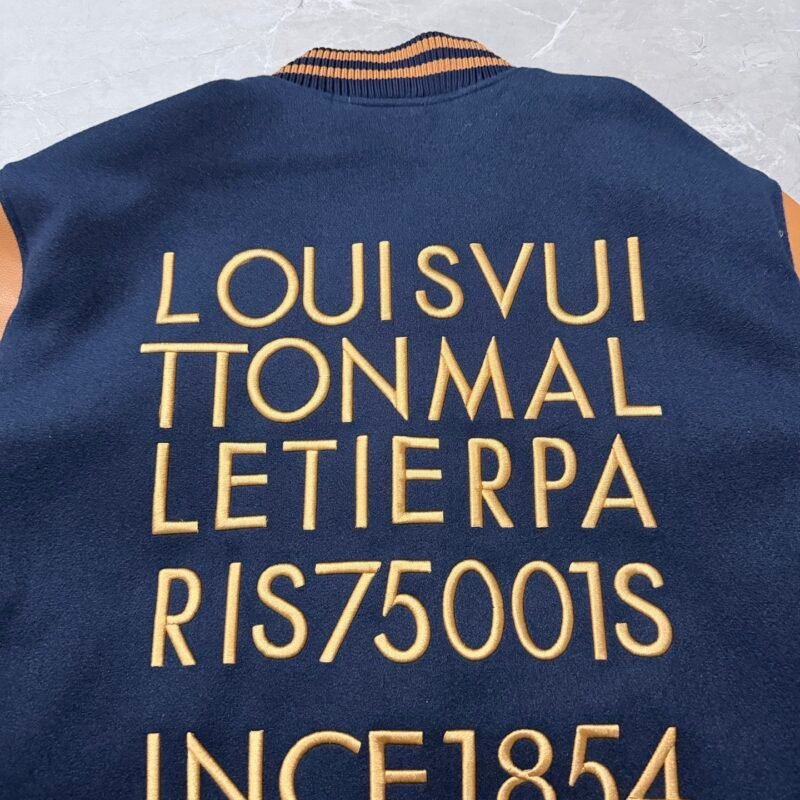 LOUISVUI
TTONMAL
LETIERPA
RIS75001S
INCE1854